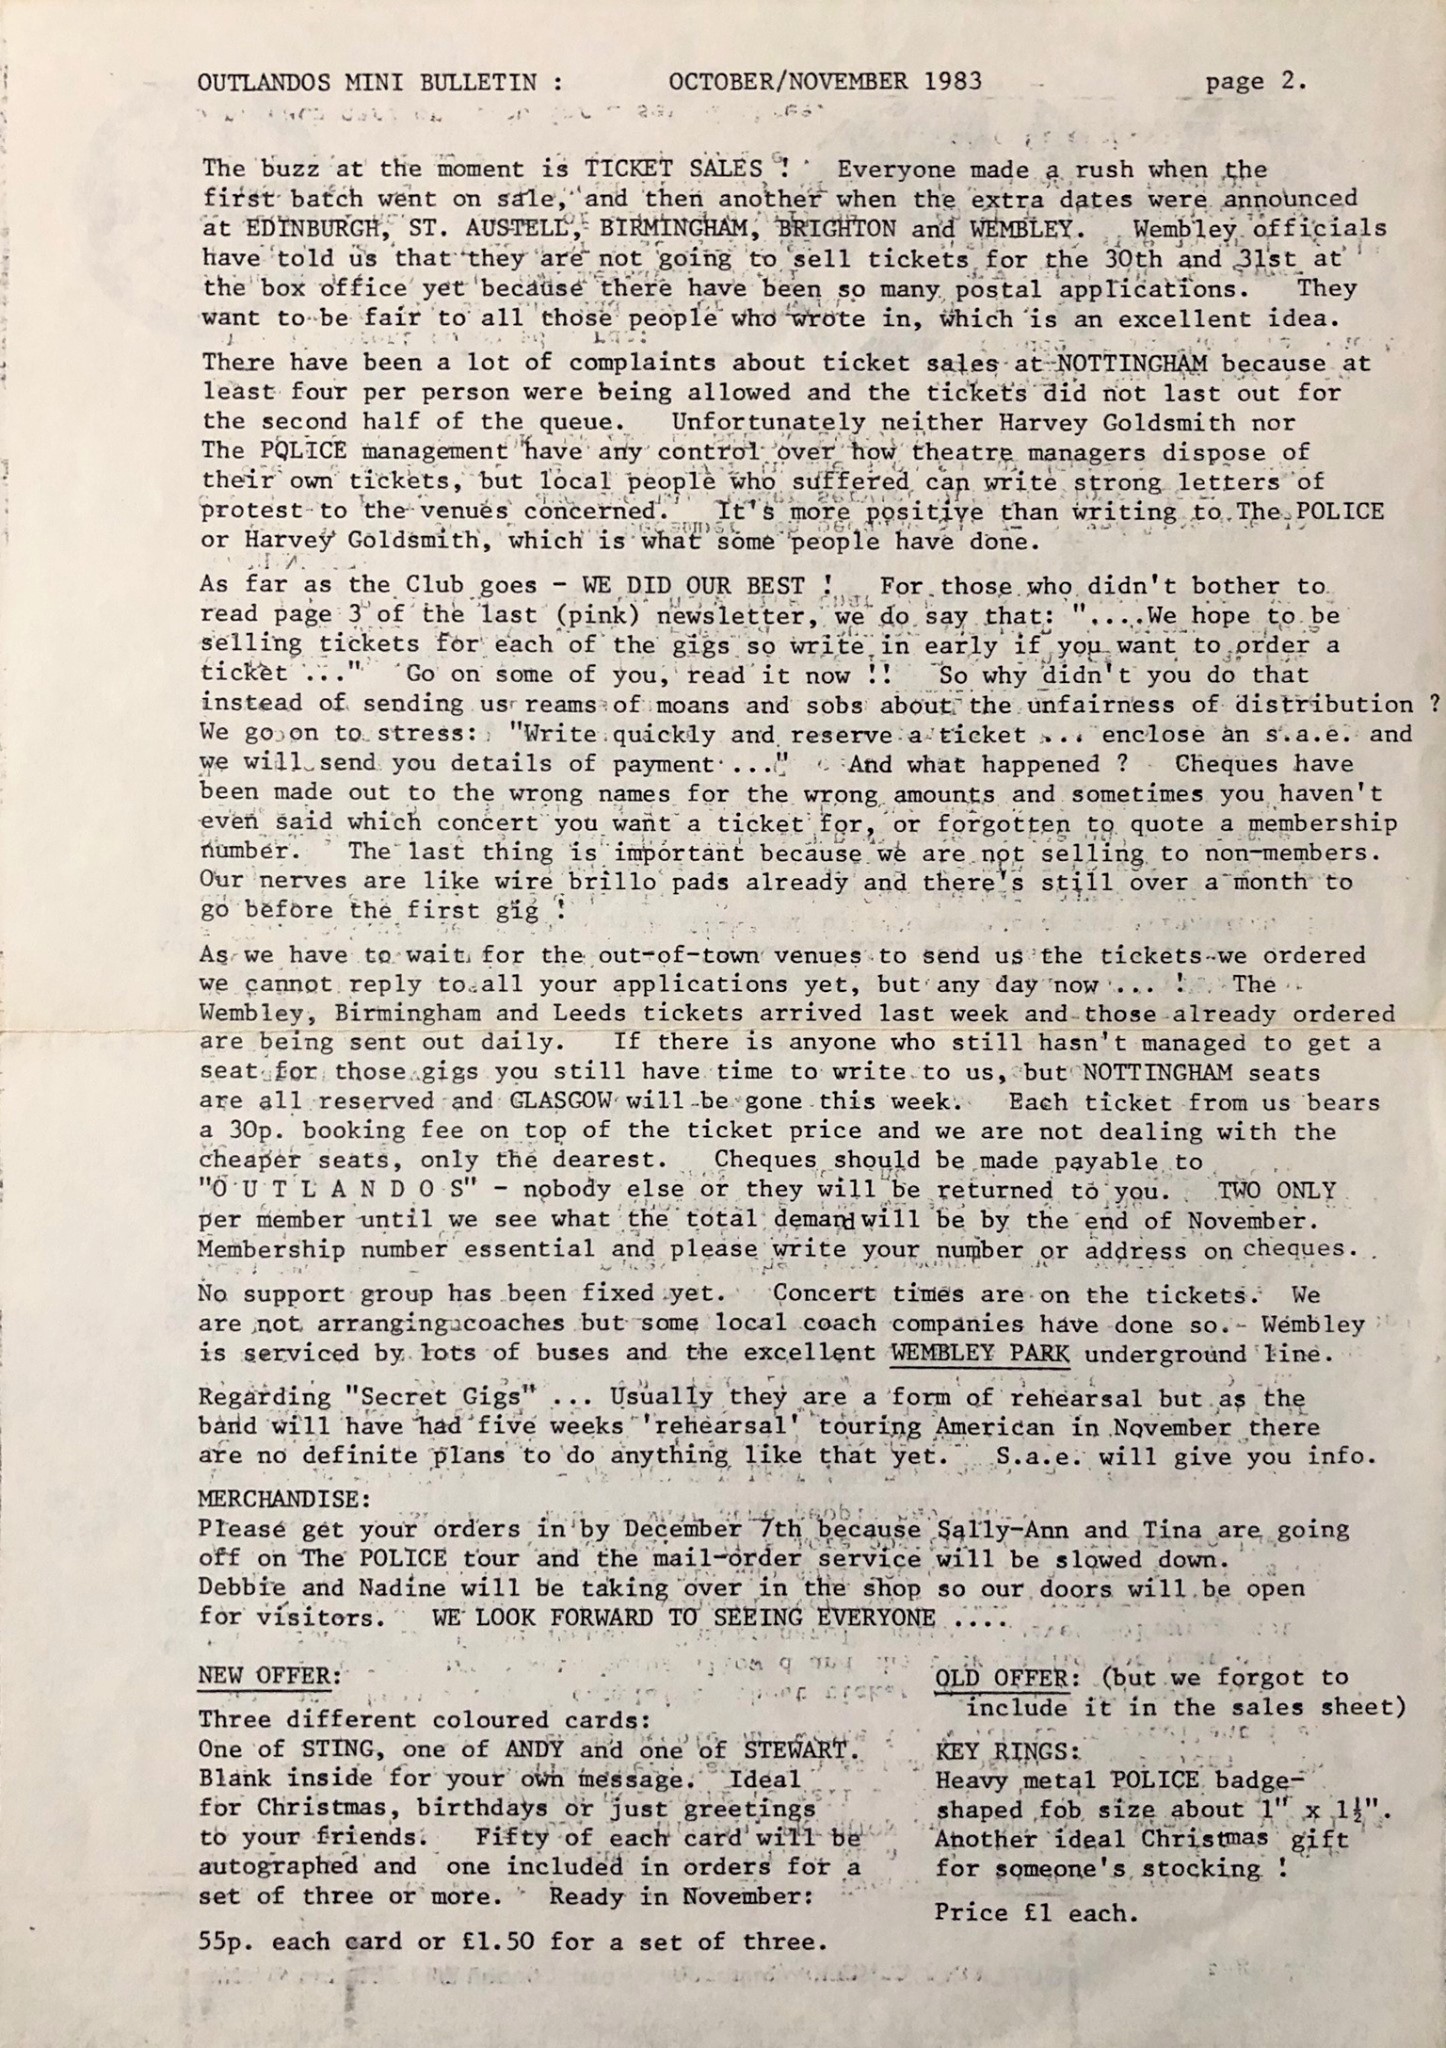 OUTLANDOS MINI BULLETIN : OCTOBER/NOVEMBER 1983 page 2.
The buzz at the moment is TICKET SALES ! Everyone made a rush when the
first batch went on sale, and then another when the extra dates were announced
at EDINBURGH, ST. AUSTELL, BIRMINGHAM, BRIGHTON and WEMBLEY. Wembley officials
have told us that they are not going to sell tickets for the 30th and 31st at
the box office yet because there have been so many postal applications. They
want to be fair to all those people who wrote in, which is an excellent idea.
There have been a lot of complaints about ticket sales at NOTTINGHAM because at
least four per person were being allowed and the tickets did not last out for
the second half of the queue. Unfortunately neither Harvey Goldsmith nor
The POLICE management have any control over how theatre managers dispose of
their own tickets, but local people who suffered can write strong letters of
protest to the venues concerned. It's more positive than writing to The POLICE
or Harvey Goldsmith, which is what some people have done.
As far as the Club goes - WE DID OUR BEST ! For those who didn't bother to
read page 3 of the last (pink) newsletter, we do say that: "....We hope to be
selling tickets for each of the gigs so write in early if you want to order a
ticket ..." Go on some of you, read it now !! So why didn't you do that
instead of sending us reams of moans and sobs about the unfairness of distribution ?
We go on to stress: "Write quickly and reserve a ticket ... enclose an s.a.e. and
we will send you details of payment ..." And what happened ? Cheques have
been made out to the wrong names for the wrong amounts and sometimes you haven't
even said which concert you want a ticket for, or forgotten to quote a membership
number. The last thing is important because we are not selling to non-members.
Our nerves are like wire brillo pads already and there's still over a month to
go before the first gig !
As we have to wait for the out-of-town venues to send us the tickets we ordered
we cannot reply to all your applications yet, but any day now ... ! The
Wembley, Birmingham and Leeds tickets arrived last week and those already ordered
are being sent out daily. If there is anyone who still hasn't managed to get a
seat for those gigs you still have time to write to us, but NOTTINGHAM seats
are all reserved and GLASGOW will be gone this week. Each ticket from us bears
a 30p. booking fee on top of the ticket price and we are not dealing with the
cheaper seats, only the dearest. Cheques should be made payable to
"O U T L A N D O S" - nobody else or they will be returned to you. TWO ONLY
per member until we see what the total demand will be by the end of November.
Membership number essential and please write your number or address on cheques.
No support group has been fixed yet. Concert times are on the tickets. We
are not arranging coaches but some local coach companies have done so. Wembley
is serviced by lots of buses and the excellent WEMBLEY PARK underground line.
Regarding "Secret Gigs" ... Usually they are a form of rehearsal but as the
band will have had five weeks 'rehearsal' touring American in November there
are no definite plans to do anything like that yet. S.a.e. will give you info.
MERCHANDISE:
Please get your orders in by December 7th because Sally-Ann and Tina are going
off on The POLICE tour and the mail-order service will be slowed down.
Debbie and Nadine will be taking over in the shop so our doors will be open
for visitors. WE LOOK FORWARD TO SEEING EVERYONE ....
NEW OFFER:
Three different coloured cards:
One of STING, one of ANDY and one of STEWART.
Blank inside for your own message. Ideal
for Christmas, birthdays or just greetings
to your friends. Fifty of each card will be
autographed and one included in orders for a
set of three or more. Ready in November:
55p. each card or £1.50 for a set of three.
OLD OFFER: (but we forgot to
include it in the sales sheet)
KEY RINGS:
Heavy metal POLICE badge-
shaped fob size about 1" x 1½".
Another ideal Christmas gift
for someone's stocking !
Price £1 each.